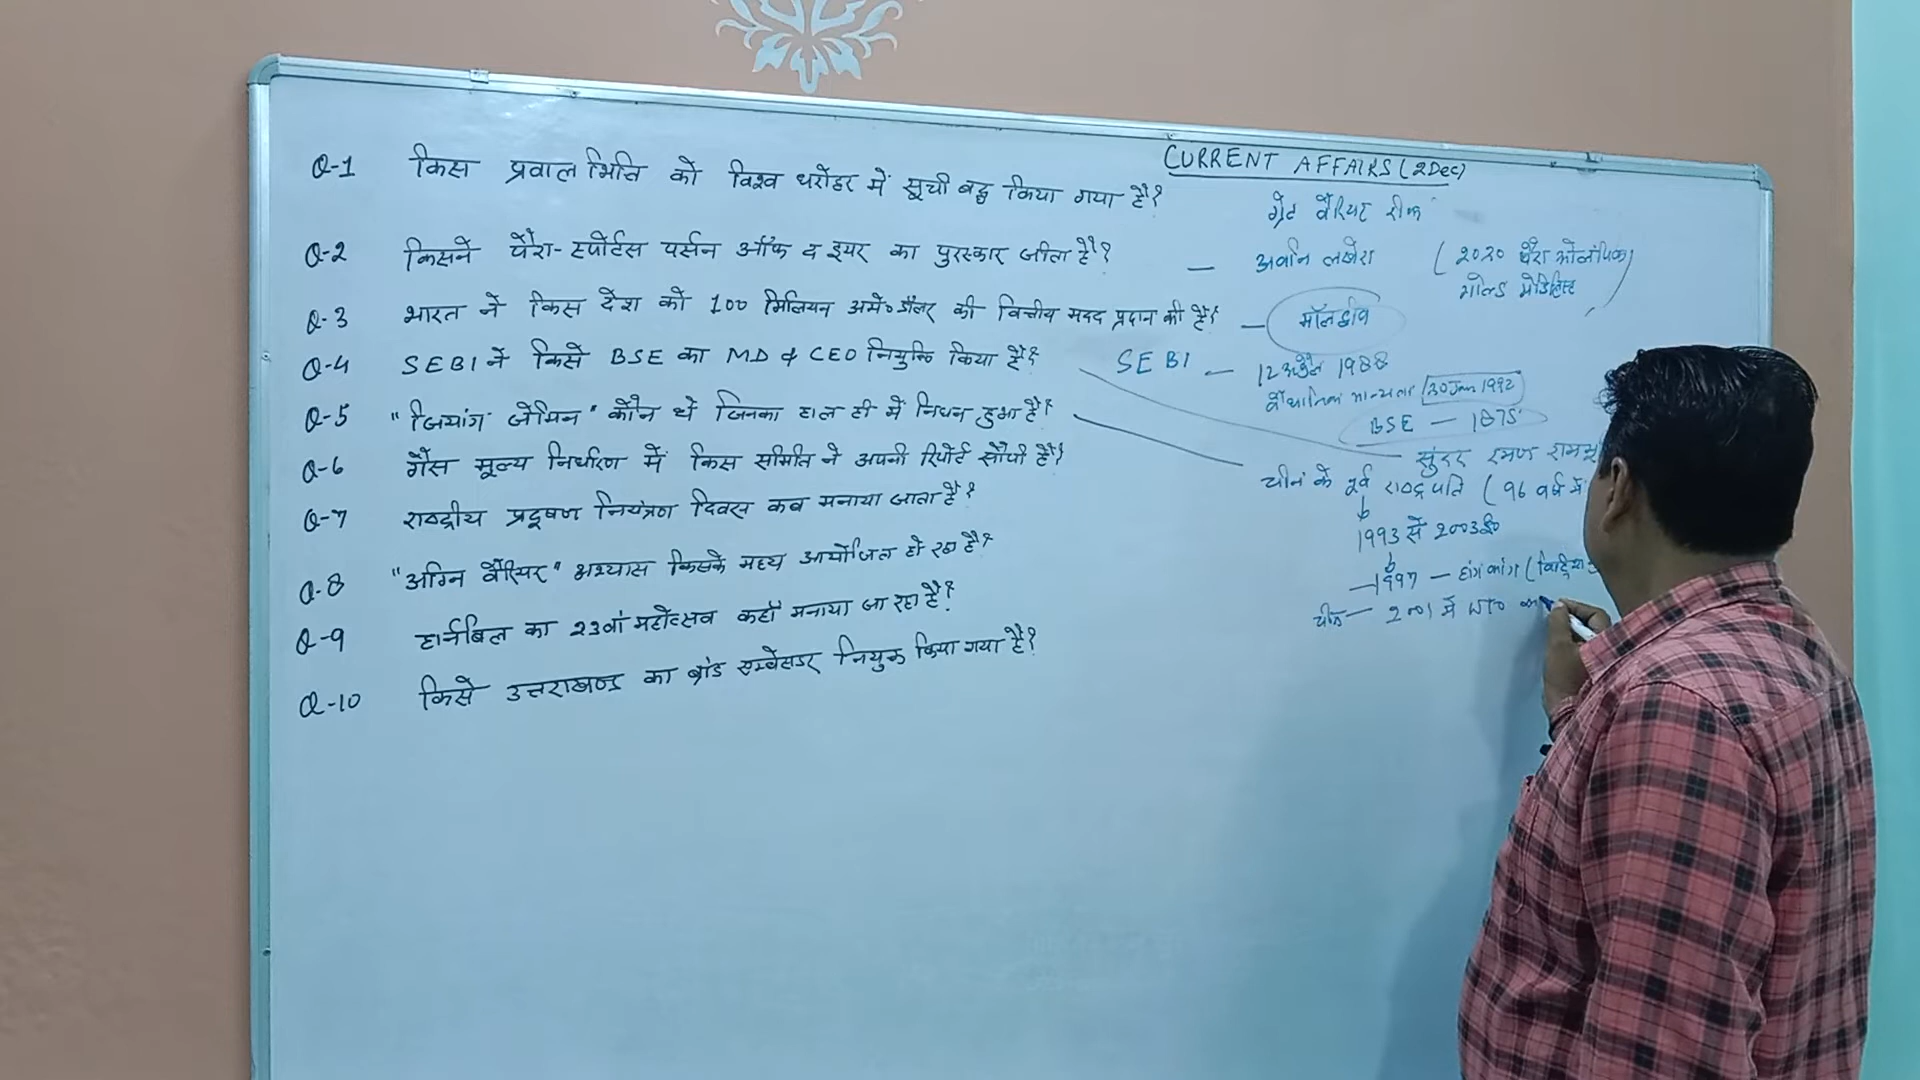 CURRENT AFFAIRS (2 Dec)
Q-1 किस प्रवाल भित्ति को विश्व धरोहर में सूची बद्ध किया गया है?
ग्रेट बैरियर रीफ
Q-2 किसने पैरा-स्पोर्टस पर्सन ऑफ द इयर का पुरस्कार जीता है?
— अवनि लखेरा (2020 पैरा ओलंपिक
गोल्ड मेडिलिस्ट)
Q-3 भारत ने किस देश को 100 मिलियन अमे० डॉलर की वित्तीय मदद प्रदान की है? — मॉलदीव
Q-4 SEBI ने किसे BSE का MD & CEO नियुक्ति किया है?
SEBI — 12 अप्रैल 1988
वैधानिक मान्यता 30 Jan 1992
BSE — 1875
सुंदर रमण
Q-5 "जियांग जेमिन" कौन थे जिनका हाल ही में निधन हुआ है?
चीन के पूर्व राष्ट्रपति (96 वर्ष में
1993 से 2003 ई०
— 1997 — हांगकांग
चीन — 2001 में WTO
Q-6 गैस मूल्य निर्धारण में किस समिति ने अपनी रिपोर्ट सौपी है?
Q-7 राष्ट्रीय प्रदूषण नियंत्रण दिवस कब मनाया जाता है?
Q-8 "अग्नि वॅरियर" अभ्यास किसके मध्य आयोजित हो रहा है?
Q-9 हार्नबिल का 23वां महोत्सव कहाँ मनाया जा रहा है?
Q-10 किसे उत्तराखण्ड का ब्रांड एम्बेसडर नियुक्त किया गया है?